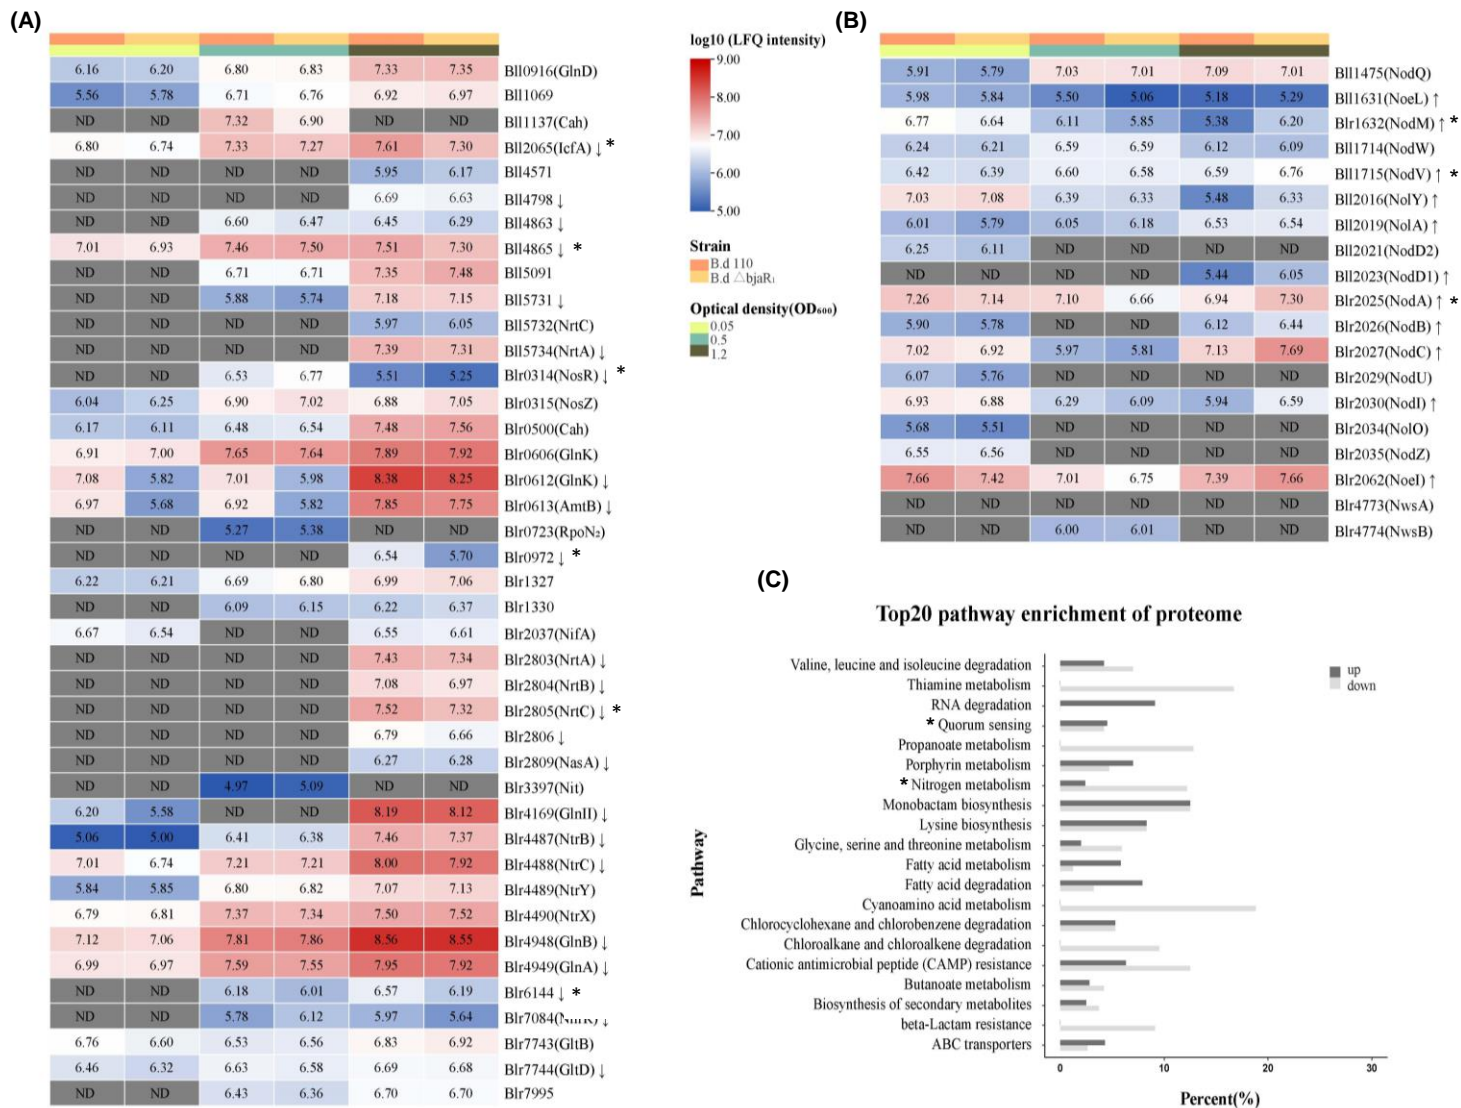 (A)
6.16 6.20 6.80 6.83 7.33 7.35 Bll0916(GlnD)
5.56 5.78 6.71 6.76 6.92 6.97 Bll1069
ND ND 7.32 6.90 ND ND Bll1137(Cah)
6.80 6.74 7.33 7.27 7.61 7.30 Bll2065(IcfA) ↓ *
ND ND ND ND 5.95 6.17 Bll4571
ND ND ND ND 6.69 6.63 Bll4798 ↓
ND ND 6.60 6.47 6.45 6.29 Bll4863 ↓
7.01 6.93 7.46 7.50 7.51 7.30 Bll4865 ↓ *
ND ND 6.71 6.71 7.35 7.48 Bll5091
ND ND 5.88 5.74 7.18 7.15 Bll5731 ↓
ND ND ND ND 5.97 6.05 Bll5732(NrtC)
ND ND ND ND 7.39 7.31 Bll5734(NrtA) ↓
ND ND 6.53 6.77 5.51 5.25 Blr0314(NosR) ↓ *
6.04 6.25 6.90 7.02 6.88 7.05 Blr0315(NosZ)
6.17 6.11 6.48 6.54 7.48 7.56 Blr0500(Cah)
6.91 7.00 7.65 7.64 7.89 7.92 Blr0606(GlnK)
7.08 5.82 7.01 5.98 8.38 8.25 Blr0612(GlnK) ↓
6.97 5.68 6.92 5.82 7.85 7.75 Blr0613(AmtB) ↓
ND ND 5.27 5.38 ND ND Blr0723(RpoN₂)
ND ND ND ND 6.54 5.70 Blr0972 ↓ *
6.22 6.21 6.69 6.80 6.99 7.06 Blr1327
ND ND 6.09 6.15 6.22 6.37 Blr1330
6.67 6.54 ND ND 6.55 6.61 Blr2037(NifA)
ND ND ND ND 7.43 7.34 Blr2803(NrtA) ↓
ND ND ND ND 7.08 6.97 Blr2804(NrtB) ↓
ND ND ND ND 7.52 7.32 Blr2805(NrtC) ↓ *
ND ND ND ND 6.79 6.66 Blr2806 ↓
ND ND ND ND 6.27 6.28 Blr2809(NasA) ↓
ND ND 4.97 5.09 ND ND Blr3397(Nit)
6.20 5.58 ND ND 8.19 8.12 Blr4169(GlnII) ↓
5.06 5.00 6.41 6.38 7.46 7.37 Blr4487(NtrB) ↓
7.01 6.74 7.21 7.21 8.00 7.92 Blr4488(NtrC) ↓
5.84 5.85 6.80 6.82 7.07 7.13 Blr4489(NtrY)
6.79 6.81 7.37 7.34 7.50 7.52 Blr4490(NtrX)
7.12 7.06 7.81 7.86 8.56 8.55 Blr4948(GlnB) ↓
6.99 6.97 7.59 7.55 7.95 7.92 Blr4949(GlnA) ↓
ND ND 6.18 6.01 6.57 6.19 Blr6144 ↓ *
ND ND 5.78 6.12 5.97 5.64 ↓
6.76 6.60 6.53 6.56 6.83 6.92 Blr7743(GltB)
6.46 6.32 6.63 6.58 6.69 6.68 Blr7744(GltD) ↓
ND ND 6.43 6.36 6.70 6.70 Blr7995
log10 (LFQ intensity)
9.00
8.00
7.00
6.00
5.00
Strain
B.d 110
B.d △bjaR₁
Optical density(OD₆₀₀)
0.05
0.5
1.2
(B)
5.91 5.79 7.03 7.01 7.09 7.01 Bll1475(NodQ)
5.98 5.84 5.50 5.06 5.18 5.29 Bll1631(NoeL) ↑
6.77 6.64 6.11 5.85 5.38 6.20 Blr1632(NodM) ↑ *
6.24 6.21 6.59 6.59 6.12 6.09 Bll1714(NodW)
6.42 6.39 6.60 6.58 6.59 6.76 Bll1715(NodV) ↑ *
7.03 7.08 6.39 6.33 5.48 6.33 Bll2016(NolY) ↑
6.01 5.79 6.05 6.18 6.53 6.54 Bll2019(NolA) ↑
6.25 6.11 ND ND ND ND Bll2021(NodD2)
ND ND ND ND 5.44 6.05 Bll2023(NodD1) ↑
7.26 7.14 7.10 6.66 6.94 7.30 Blr2025(NodA) ↑ *
5.90 5.78 ND ND 6.12 6.44 Blr2026(NodB) ↑
7.02 6.92 5.97 5.81 7.13 7.69 Blr2027(NodC) ↑
6.07 5.76 ND ND ND ND Blr2029(NodU)
6.93 6.88 6.29 6.09 5.94 6.59 Blr2030(NodI) ↑
5.68 5.51 ND ND ND ND Blr2034(NolO)
6.55 6.56 ND ND ND ND Blr2035(NodZ)
7.66 7.42 7.01 6.75 7.39 7.66 Blr2062(NoeI) ↑
ND ND ND ND ND ND Blr4773(NwsA)
ND ND 6.00 6.01 ND ND Blr4774(NwsB)
(C)
Top20 pathway enrichment of proteome
Pathway
Valine, leucine and isoleucine degradation
Thiamine metabolism
RNA degradation
* Quorum sensing
Propanoate metabolism
Porphyrin metabolism
* Nitrogen metabolism
Monobactam biosynthesis
Lysine biosynthesis
Glycine, serine and threonine metabolism
Fatty acid metabolism
Fatty acid degradation
Cyanoamino acid metabolism
Chlorocyclohexane and chlorobenzene degradation
Chloroalkane and chloroalkene degradation
Cationic antimicrobial peptide (CAMP) resistance
Butanoate metabolism
Biosynthesis of secondary metabolites
beta-Lactam resistance
ABC transporters
up
down
0 10 20 30
Percent(%)